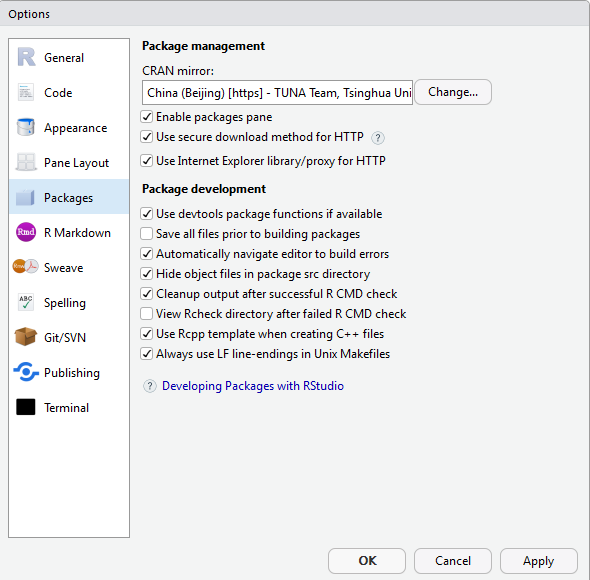 Options
General
Code
Appearance
Pane Layout
Packages
R Markdown
Sweave
Spelling
Git/SVN
Publishing
Terminal
R
Rmd
Rnw
ABC
Package management
CRAN mirror:
China (Beijing) [https] - TUNA Team, Tsinghua Uni
Change...
Enable packages pane
Use secure download method for HTTP ?
Use Internet Explorer library/proxy for HTTP
Package development
Use devtools package functions if available
Save all files prior to building packages
Automatically navigate editor to build errors
Hide object files in package src directory
Cleanup output after successful R CMD check
View Rcheck directory after failed R CMD check
Use Rcpp template when creating C++ files
Always use LF line-endings in Unix Makefiles
? Developing Packages with RStudio
OK
Cancel
Apply